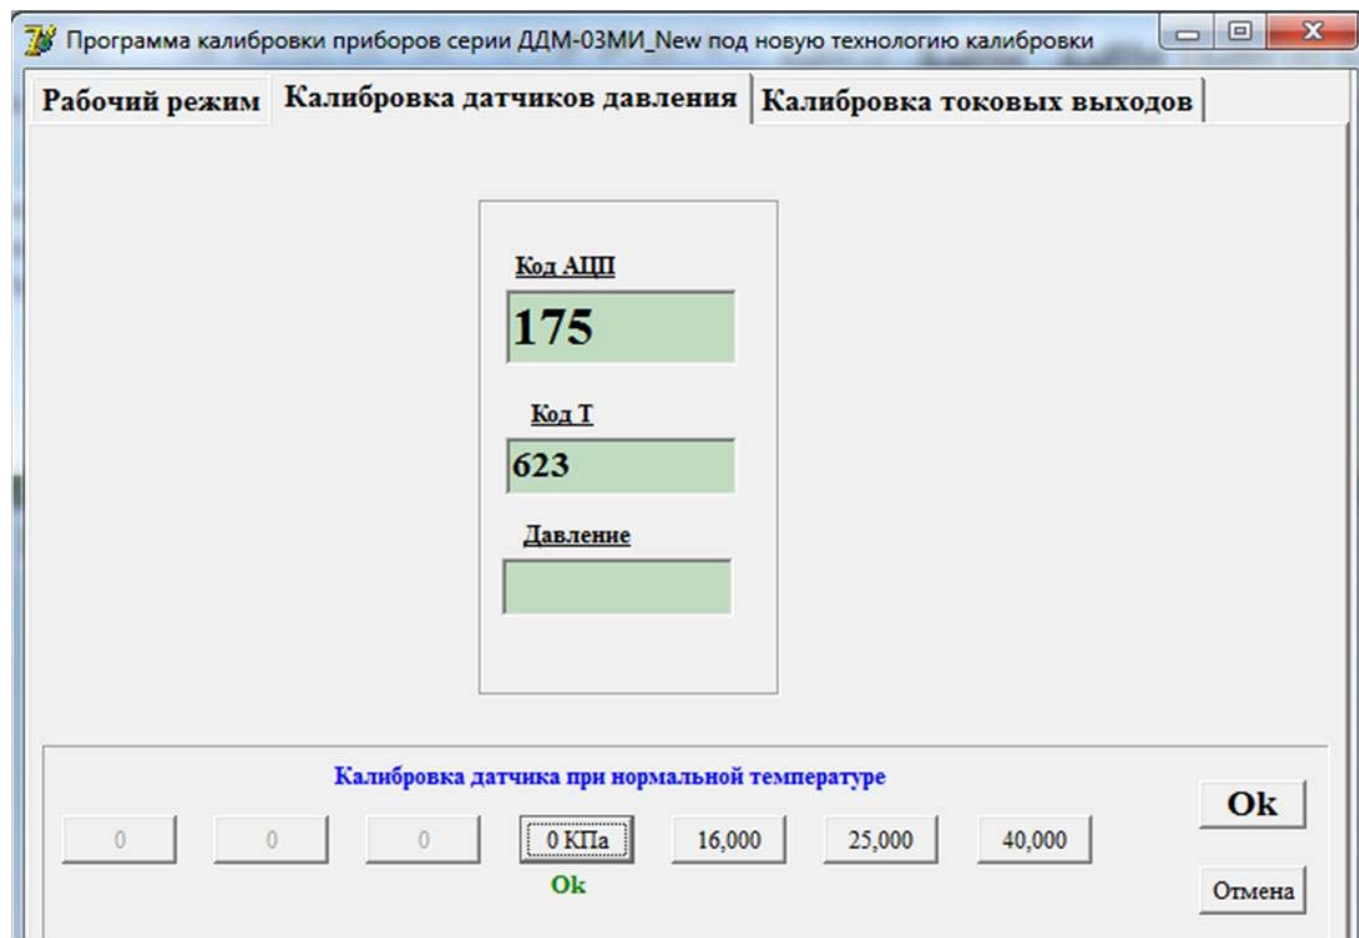 Программа калибровки приборов серии ДДМ-03МИ_New под новую технологию калибровки
Рабочий режим Калибровка датчиков давления Калибровка токовых выходов
Код АЦП
175
Код Т
623
Давление
Калибровка датчика при нормальной температуре
0 0 0 0 КПа 16,000 25,000 40,000
Ok
Ok
Отмена